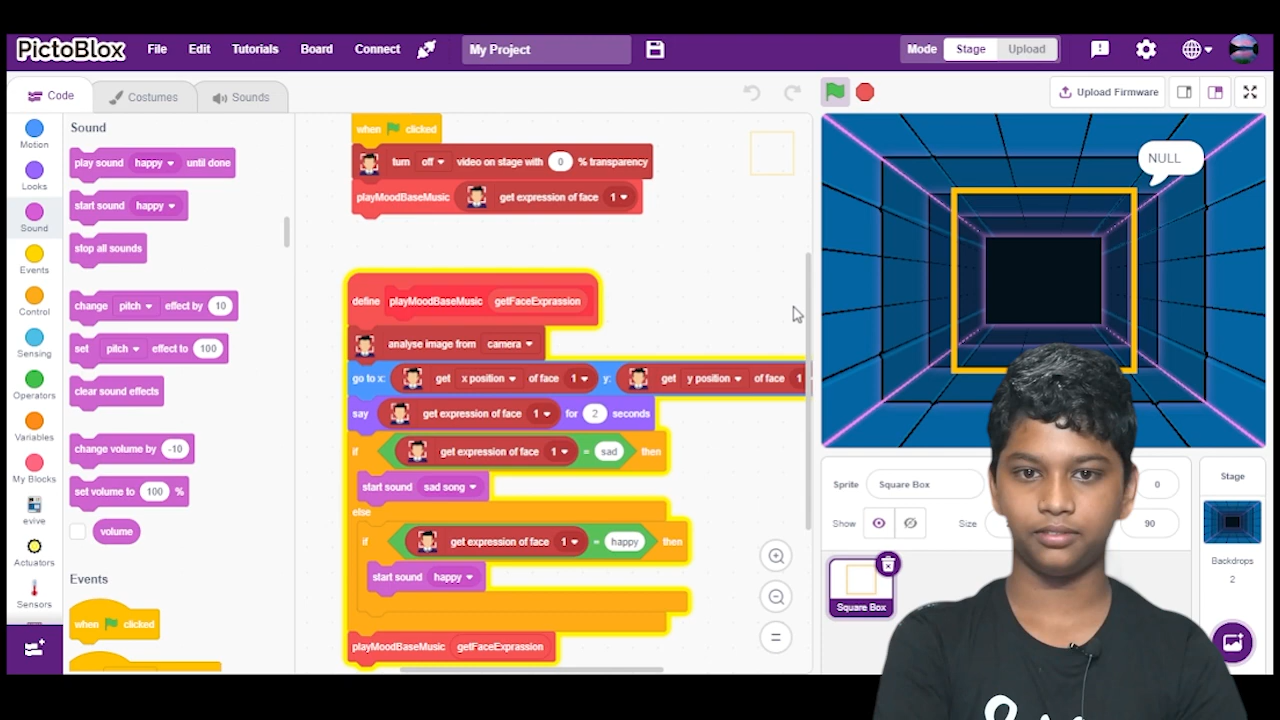 PictoBlox File Edit Tutorials Board Connect My Project Mode Stage Upload
Code Costumes Sounds Upload Firmware
Motion
Looks
Sound
Events
Control
Sensing
Operators
Variables
My Blocks
evive
Actuators
Sensors
Sound
play sound happy until done
start sound happy
stop all sounds
change pitch effect by 10
set pitch effect to 100
clear sound effects
change volume by -10
set volume to 100 %
volume
Events
when clicked
when clicked
turn off video on stage with 0 % transparency
playMoodBaseMusic get expression of face 1
define playMoodBaseMusic getFaceExprassion
analyse image from camera
go to x: get x position of face 1 y: get y position of face 1
say get expression of face 1 for 2 seconds
if get expression of face 1 = sad then
start sound sad song
else
if get expression of face 1 = happy then
start sound happy
playMoodBaseMusic getFaceExprassion
NULL
Sprite Square Box 0
Show Size 90
Square Box
Stage
Backdrops
2